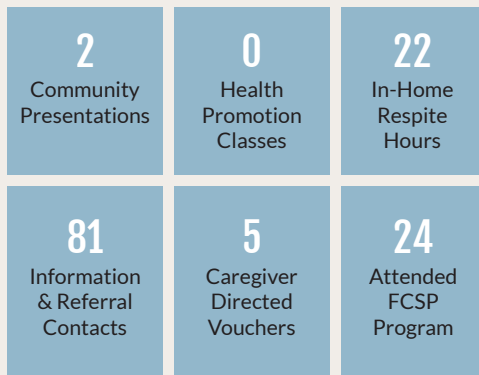 2
Community
Presentations
0
Health
Promotion
Classes
22
In-Home
Respite
Hours
81
Information
& Referral
Contacts
5
Caregiver
Directed
Vouchers
24
Attended
FCSP
Program